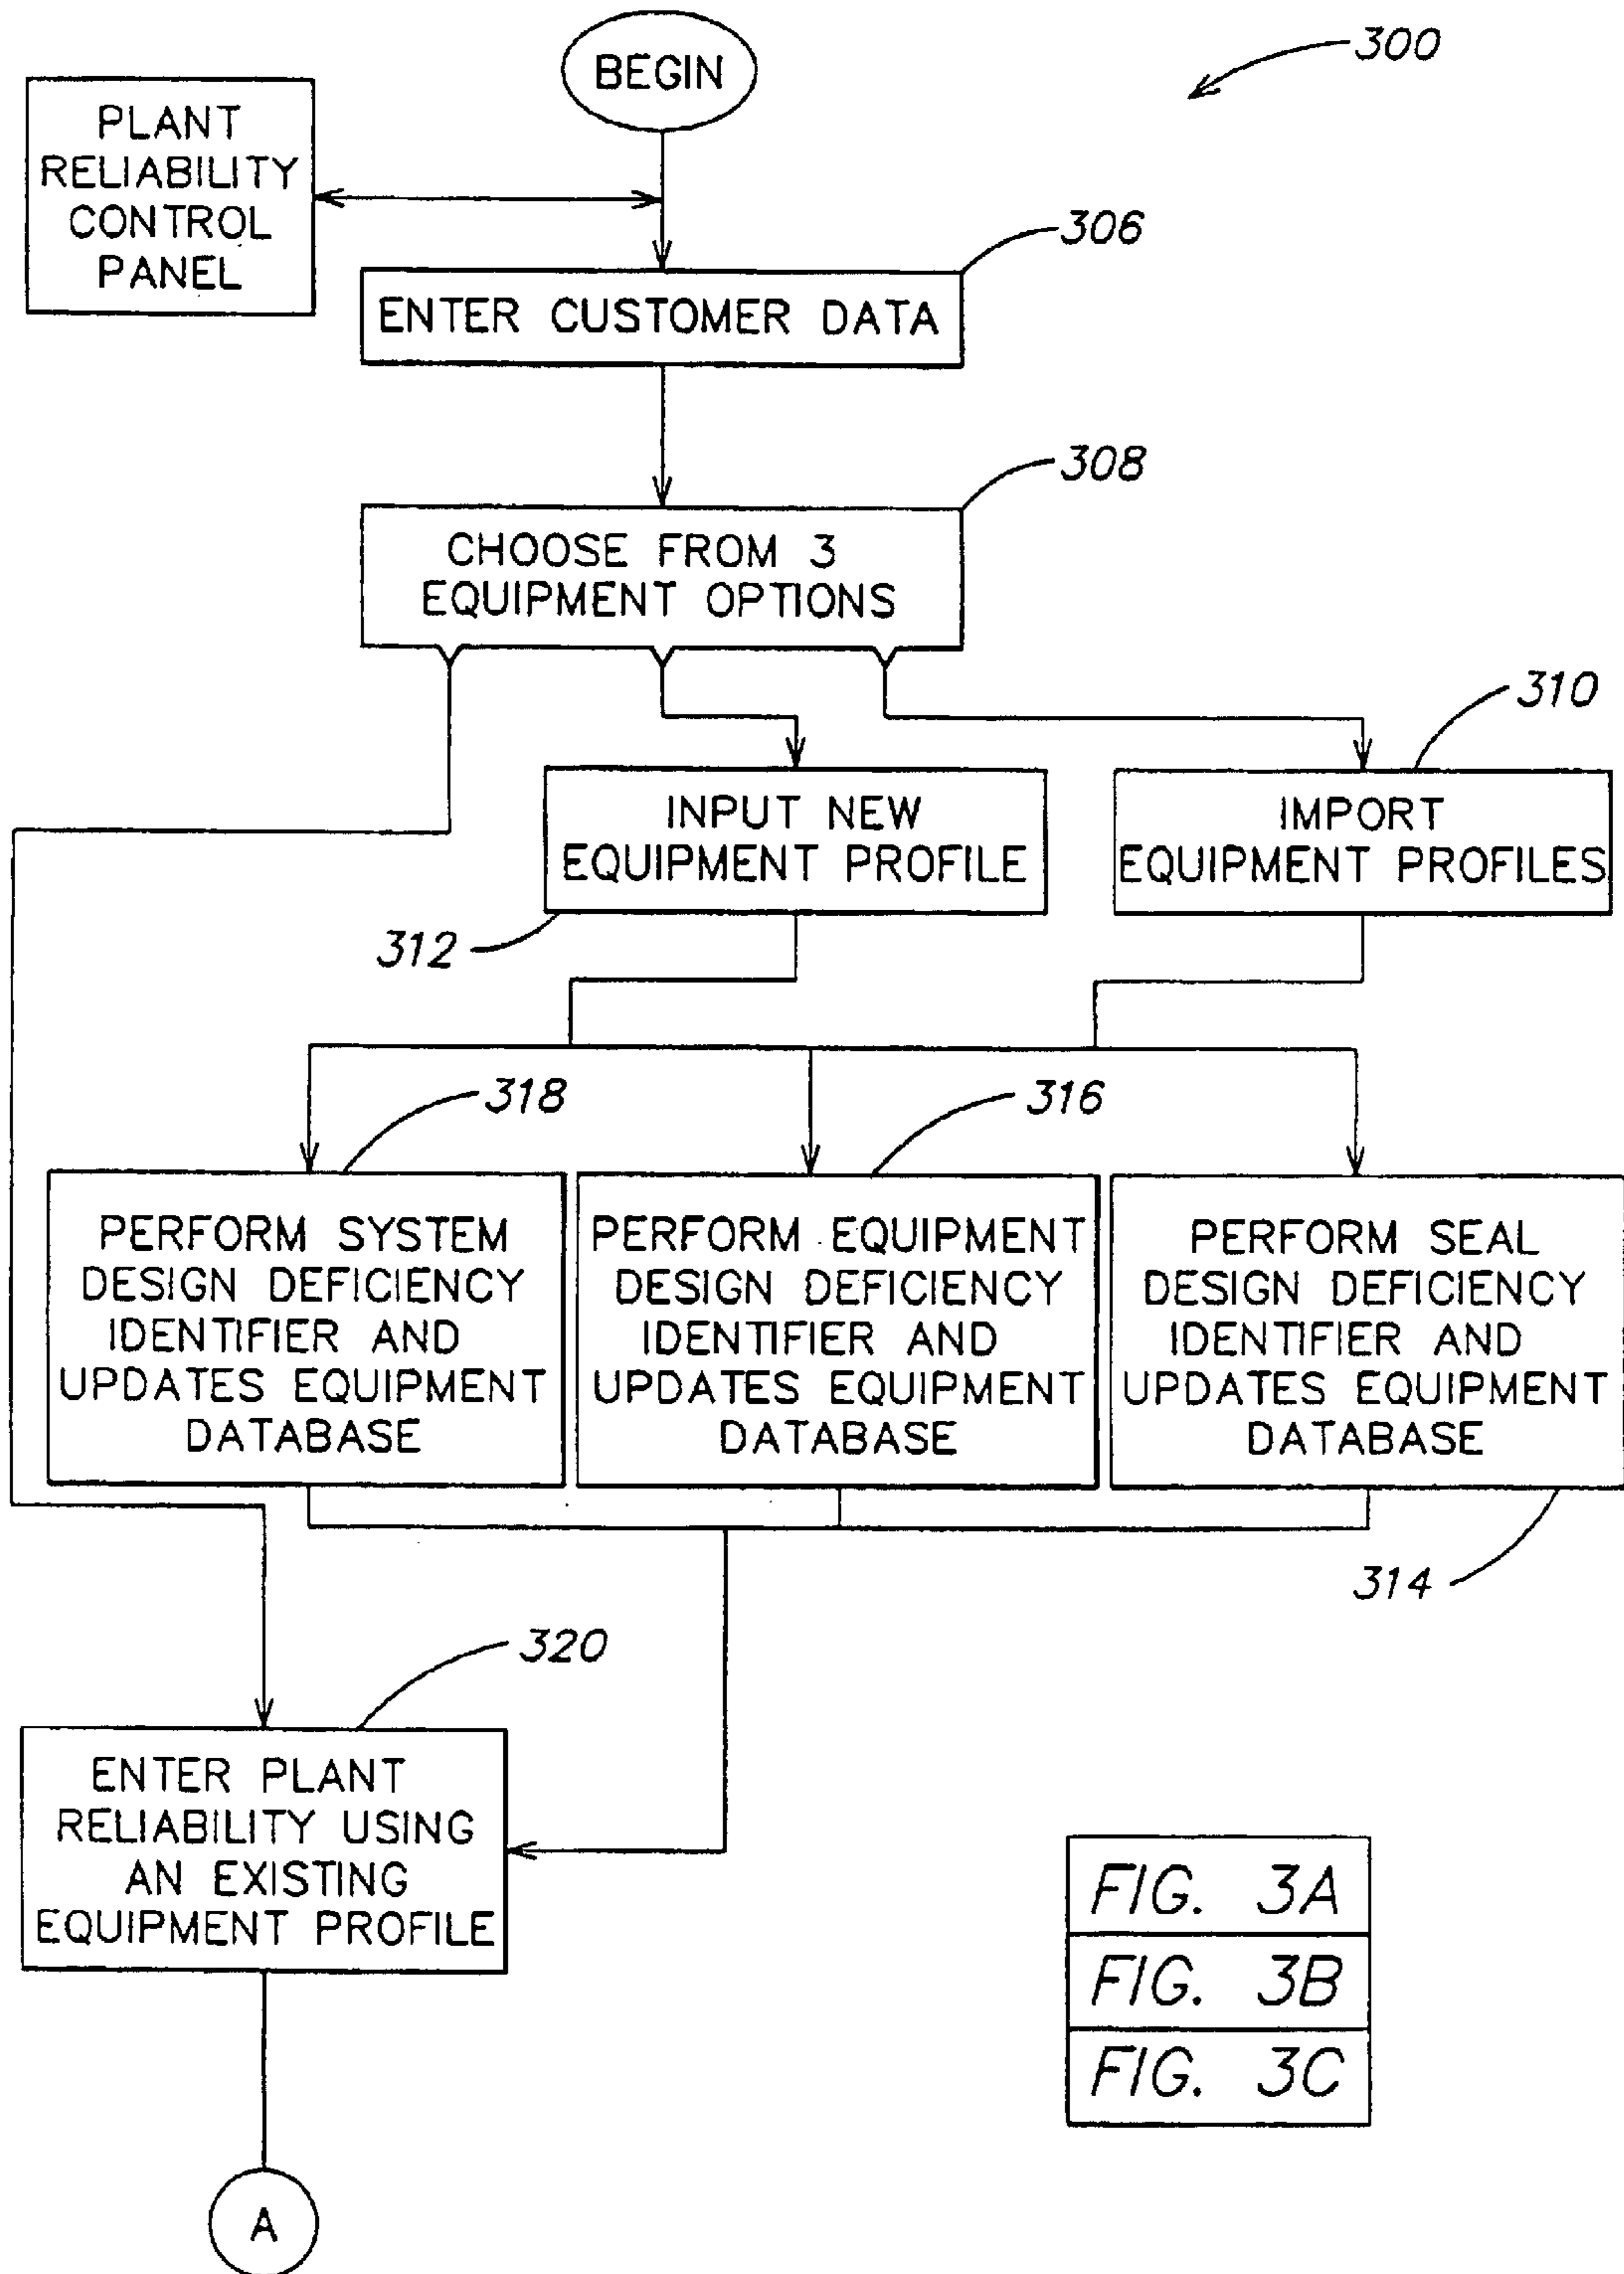 BEGIN
300
PLANT
RELIABILITY
CONTROL
PANEL
306
ENTER CUSTOMER DATA
308
CHOOSE FROM 3
EQUIPMENT OPTIONS
310
INPUT NEW
EQUIPMENT PROFILE
IMPORT
EQUIPMENT PROFILES
312
318
316
PERFORM SYSTEM
DESIGN DEFICIENCY
IDENTIFIER AND
UPDATES EQUIPMENT
DATABASE
PERFORM EQUIPMENT
DESIGN DEFICIENCY
IDENTIFIER AND
UPDATES EQUIPMENT
DATABASE
PERFORM SEAL
DESIGN DEFICIENCY
IDENTIFIER AND
UPDATES EQUIPMENT
DATABASE
314
320
ENTER PLANT
RELIABILITY USING
AN EXISTING
EQUIPMENT PROFILE
FIG. 3A
FIG. 3B
FIG. 3C
A